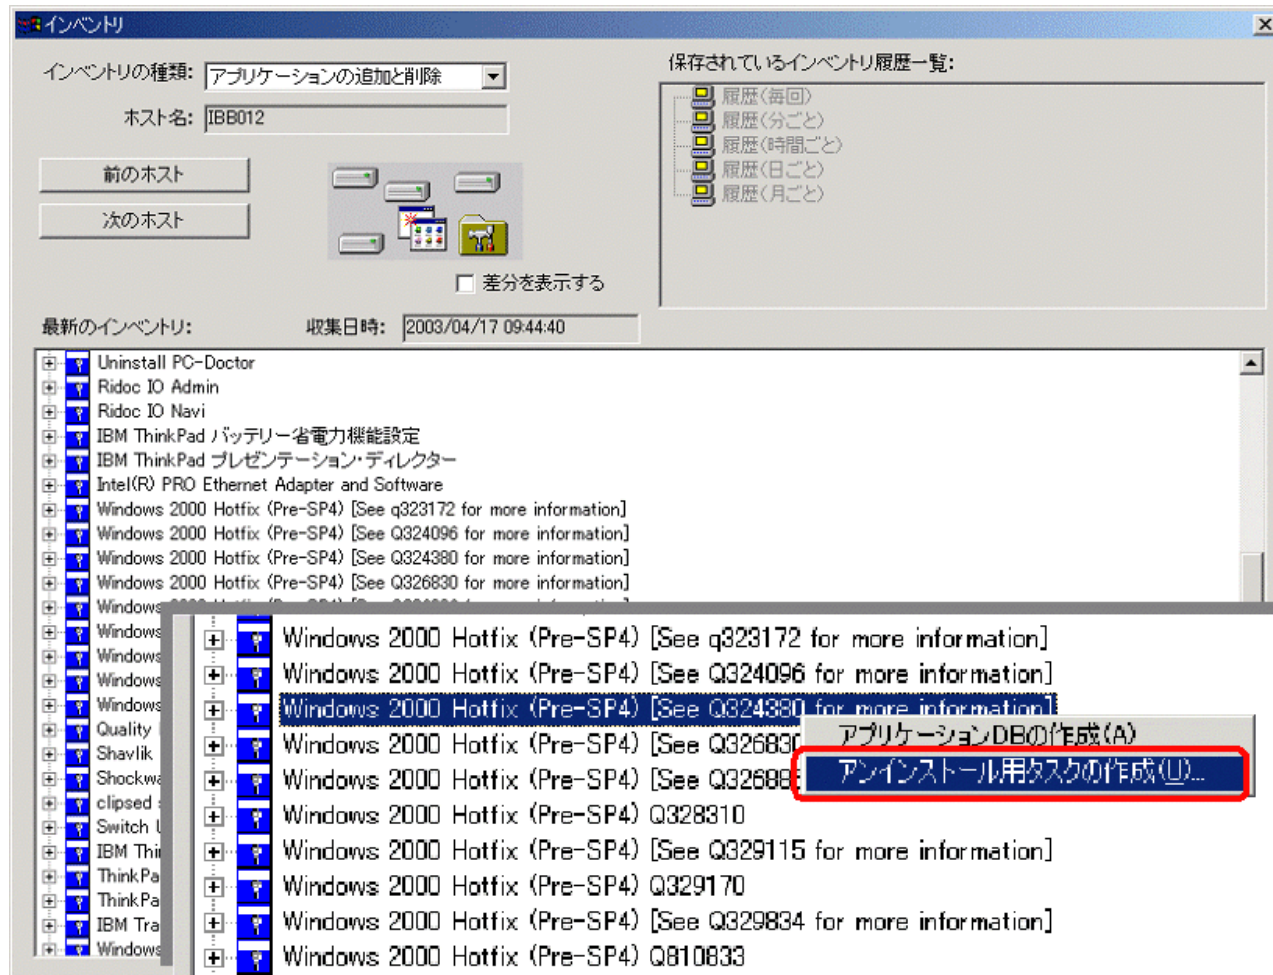 インベントリ
インベントリの種類: アプリケーションの追加と削除
ホスト名: IBB012
前のホスト
次のホスト
差分を表示する
保存されているインベントリ履歴一覧:
履歴(毎回)
履歴(分ごと)
履歴(時間ごと)
履歴(日ごと)
履歴(月ごと)
最新のインベントリ: 収集日時: 2003/04/17 09:44:40
Uninstall PC-Doctor
Ridoc IO Admin
Ridoc IO Navi
IBM ThinkPad バッテリー省電力機能設定
IBM ThinkPad プレゼンテーション・ディレクター
Intel(R) PRO Ethernet Adapter and Software
Windows 2000 Hotfix (Pre-SP4) [See q323172 for more information]
Windows 2000 Hotfix (Pre-SP4) [See Q324096 for more information]
Windows 2000 Hotfix (Pre-SP4) [See Q324380 for more information]
Windows 2000 Hotfix (Pre-SP4) [See Q326830 for more information]
Windows
Windows
Windows
Windows
Windows
Quality
Shavlik
Shockwa
clipsed
Switch
IBM Thi
ThinkPa
ThinkPa
IBM Tra
Windows
Windows 2000 Hotfix (Pre-SP4) [See q323172 for more information]
Windows 2000 Hotfix (Pre-SP4) [See Q324096 for more information]
Windows 2000 Hotfix (Pre-SP4) [See Q324380 for more information]
Windows 2000 Hotfix (Pre-SP4) [See Q326830
アプリケーションDBの作成(A)
Windows 2000 Hotfix (Pre-SP4) [See Q32688
アンインストール用タスクの作成(U)...
Windows 2000 Hotfix (Pre-SP4) Q328310
Windows 2000 Hotfix (Pre-SP4) [See Q329115 for more information]
Windows 2000 Hotfix (Pre-SP4) Q329170
Windows 2000 Hotfix (Pre-SP4) [See Q329834 for more information]
Windows 2000 Hotfix (Pre-SP4) Q810833